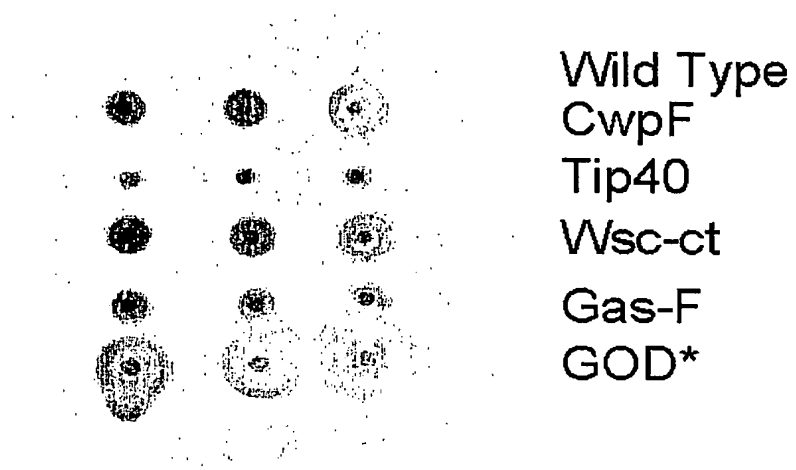 Wild Type
CwpF
Tip40
Wsc-ct
Gas-F
GOD*